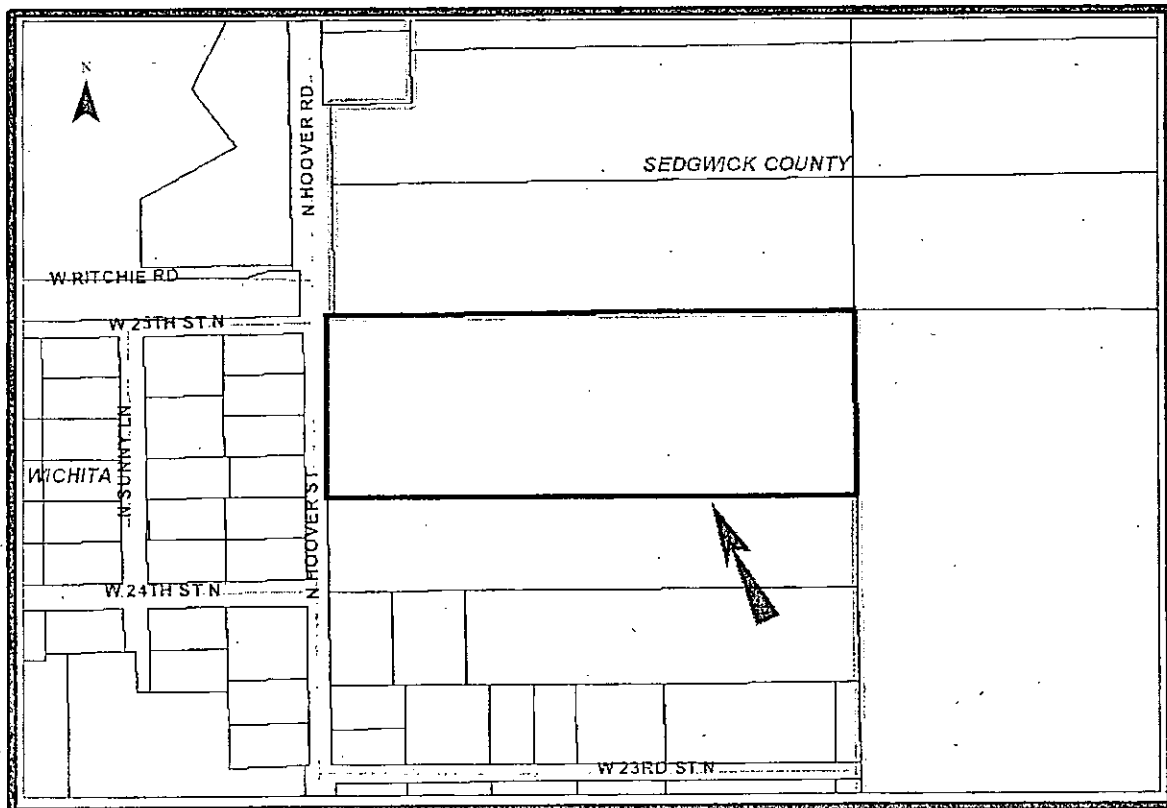 N
N HOOVER RD.
SEDGWICK COUNTY
W RITCHIE RD
W 25TH ST N
N SUNNY LN
WICHITA
N HOOVER ST
W 24TH ST N
W 23RD ST N